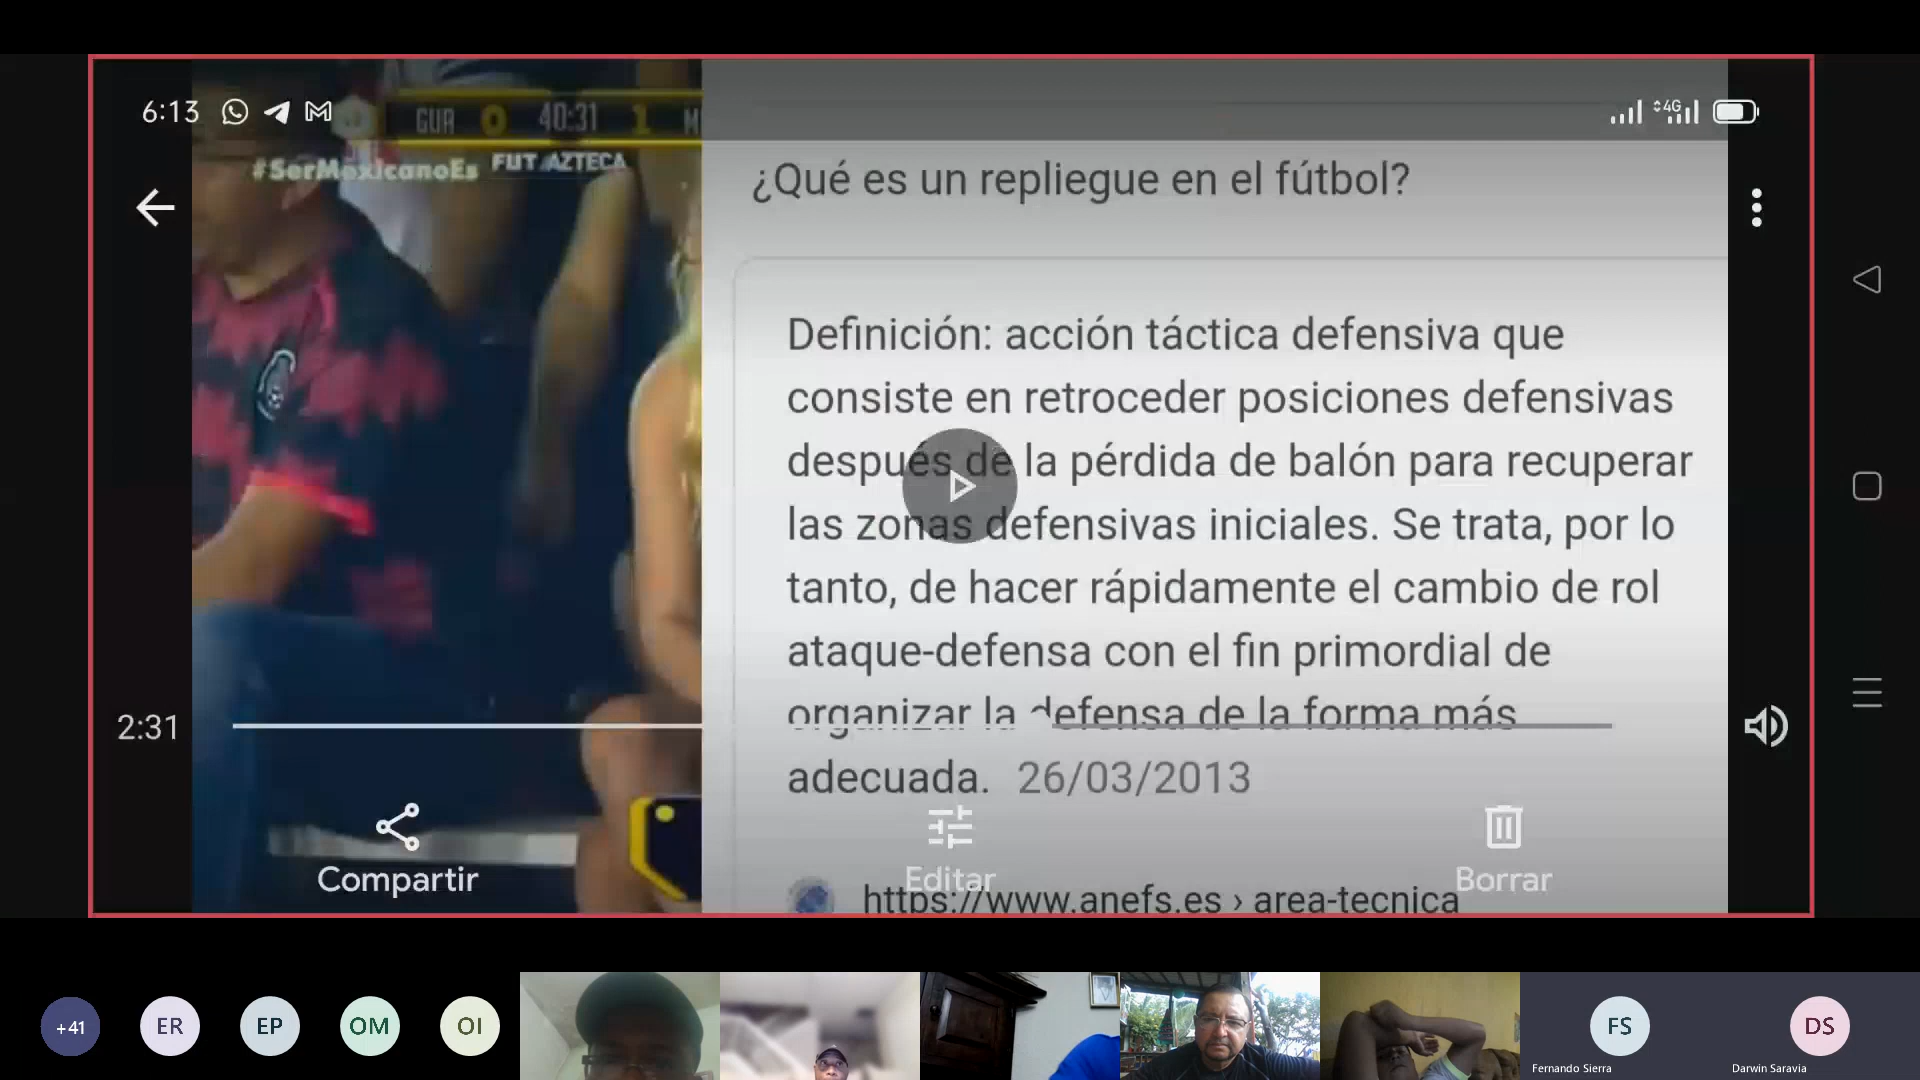 6:13
4G
GUR 0 40:31 1 M
#SerMexicanoEs FUT AZTECA
¿Qué es un repliegue en el fútbol?
Definición: acción táctica defensiva que
consiste en retroceder posiciones defensivas
después de la pérdida de balón para recuperar
las zonas defensivas iniciales. Se trata, por lo
tanto, de hacer rápidamente el cambio de rol
ataque-defensa con el fin primordial de
organizar la defensa de la forma más
adecuada. 26/03/2013
2:31
Compartir
Editar
Borrar
https://www.anefs.es › area-tecnica
+41
ER
EP
OM
OI
FS
DS
Fernando Sierra
Darwin Saravia